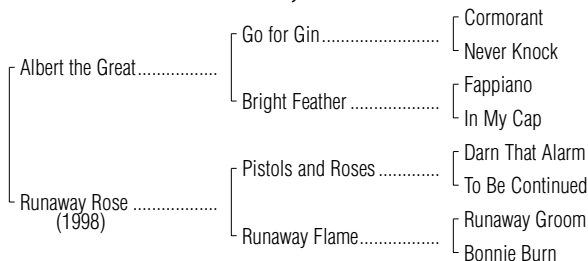 Cormorant
Go for Gin
Never Knock
Albert the Great
Fappiano
Bright Feather
In My Cap
Darn That Alarm
Pistols and Roses
To Be Continued
Runaway Rose
(1998)
Runaway Groom
Runaway Flame
Bonnie Burn